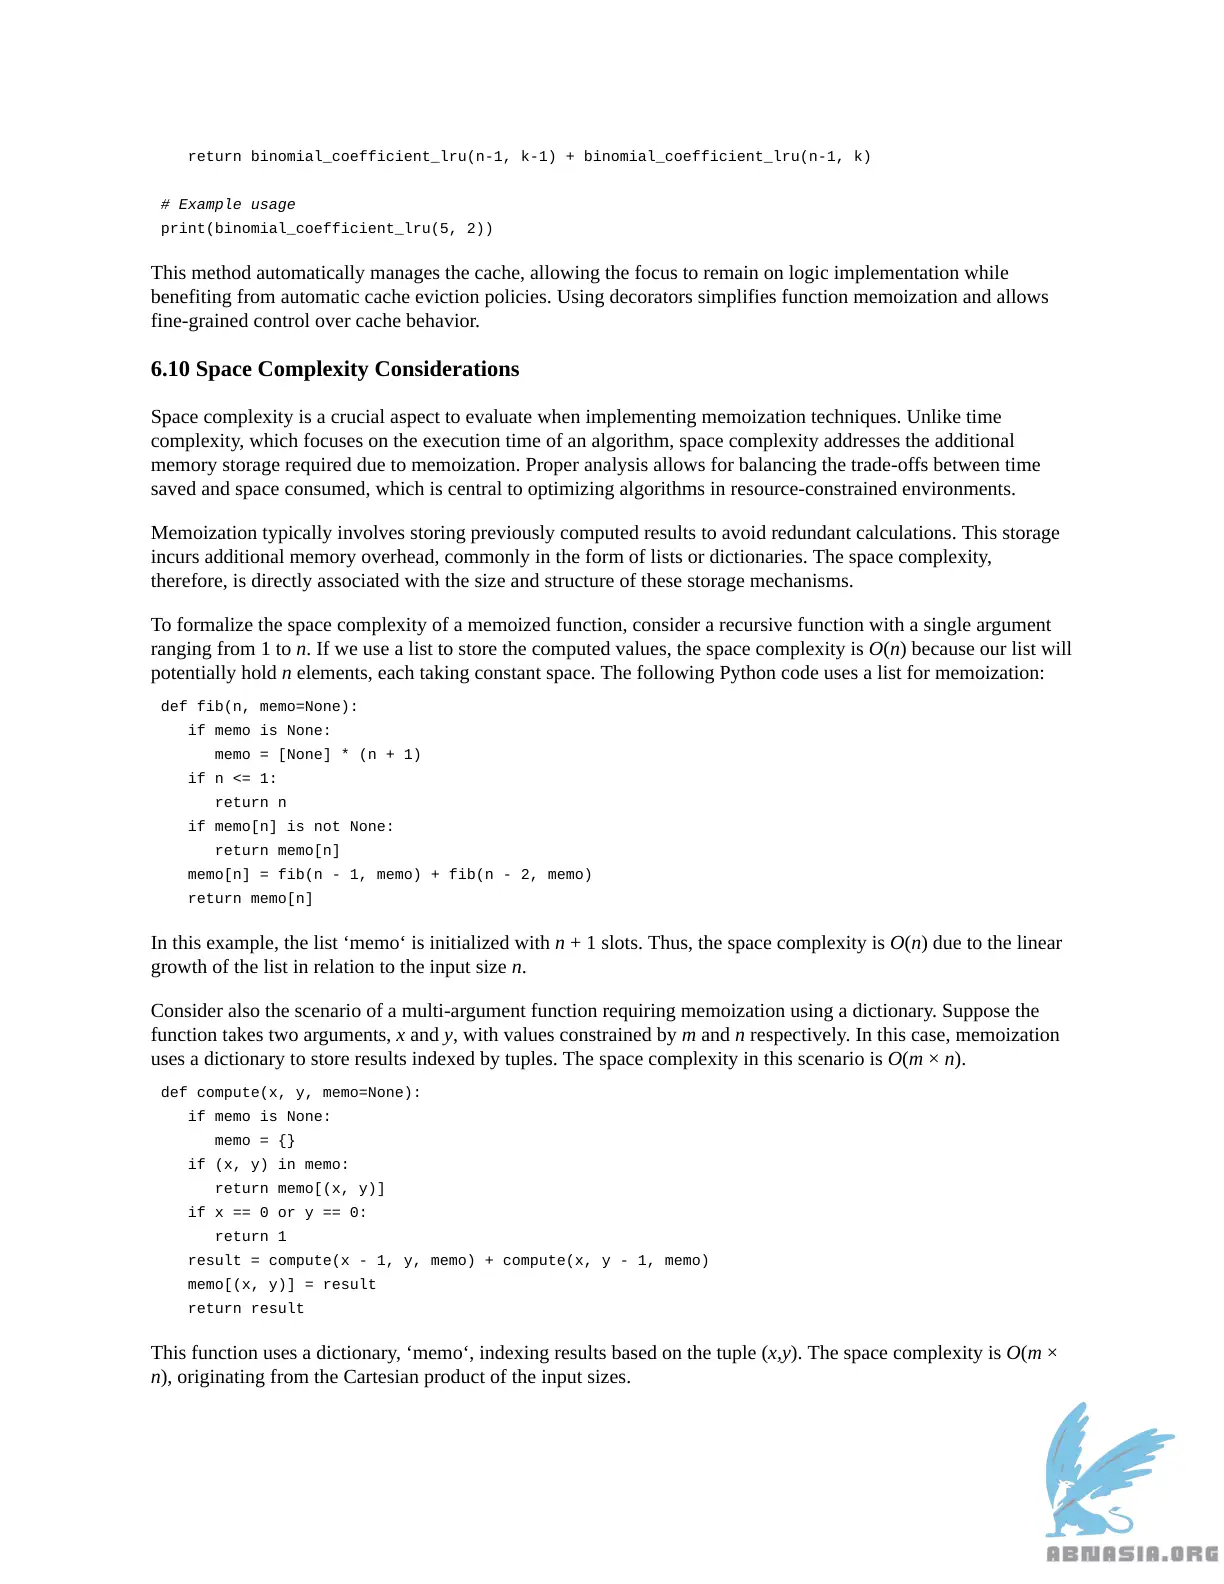 return binomial_coefficient_lru(n-1, k-1) + binomial_coefficient_lru(n-1, k)
# Example usage
print(binomial_coefficient_lru(5, 2))
This method automatically manages the cache, allowing the focus to remain on logic implementation while
benefiting from automatic cache eviction policies. Using decorators simplifies function memoization and allows
fine-grained control over cache behavior.
6.10 Space Complexity Considerations
Space complexity is a crucial aspect to evaluate when implementing memoization techniques. Unlike time
complexity, which focuses on the execution time of an algorithm, space complexity addresses the additional
memory storage required due to memoization. Proper analysis allows for balancing the trade-offs between time
saved and space consumed, which is central to optimizing algorithms in resource-constrained environments.
Memoization typically involves storing previously computed results to avoid redundant calculations. This storage
incurs additional memory overhead, commonly in the form of lists or dictionaries. The space complexity,
therefore, is directly associated with the size and structure of these storage mechanisms.
To formalize the space complexity of a memoized function, consider a recursive function with a single argument
ranging from 1 to n. If we use a list to store the computed values, the space complexity is O(n) because our list will
potentially hold n elements, each taking constant space. The following Python code uses a list for memoization:
def fib(n, memo=None):
if memo is None:
memo = [None] * (n + 1)
if n <= 1:
return n
if memo[n] is not None:
return memo[n]
memo[n] = fib(n - 1, memo) + fib(n - 2, memo)
return memo[n]
In this example, the list ‘memo‘ is initialized with n + 1 slots. Thus, the space complexity is O(n) due to the linear
growth of the list in relation to the input size n.
Consider also the scenario of a multi-argument function requiring memoization using a dictionary. Suppose the
function takes two arguments, x and y, with values constrained by m and n respectively. In this case, memoization
uses a dictionary to store results indexed by tuples. The space complexity in this scenario is O(m × n).
def compute(x, y, memo=None):
if memo is None:
memo = {}
if (x, y) in memo:
return memo[(x, y)]
if x == 0 or y == 0:
return 1
result = compute(x - 1, y, memo) + compute(x, y - 1, memo)
memo[(x, y)] = result
return result
This function uses a dictionary, ‘memo‘, indexing results based on the tuple (x,y). The space complexity is O(m ×
n), originating from the Cartesian product of the input sizes.
ABNASIA.ORG